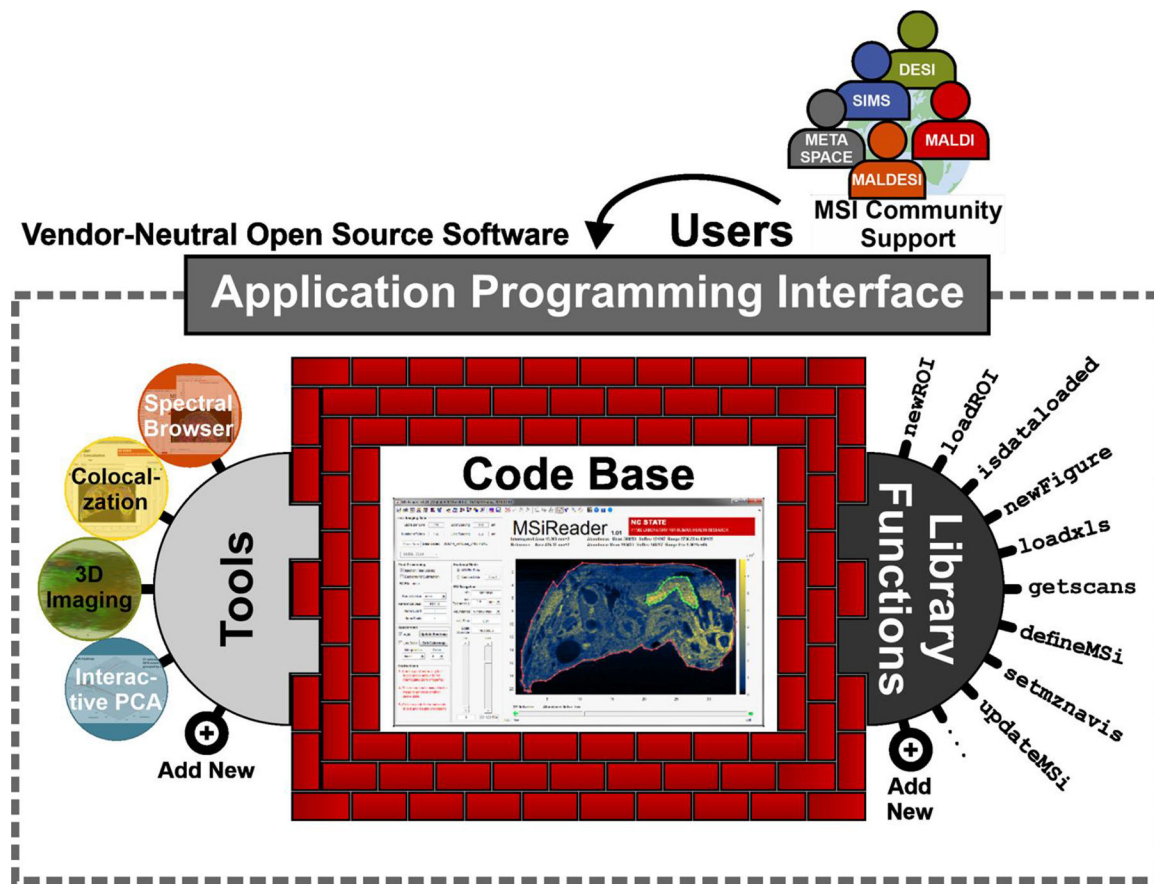 DESI
SIMS
META
SPACE
MALDI
MALDESI
MSI Community
Support
Users
Vendor-Neutral Open Source Software
Application Programming Interface
Spectral
Browser
Colocal-
zation
3D
Imaging
Interac-
tive PCA
Add New
Tools
Code Base
MSiReader 1.01
NC STATE
Library
Functions
newROI
loadROI
isdataloaded
newFigure
loadxls
getscans
defineMSi
setmznavis
updateMSi
...
Add
New